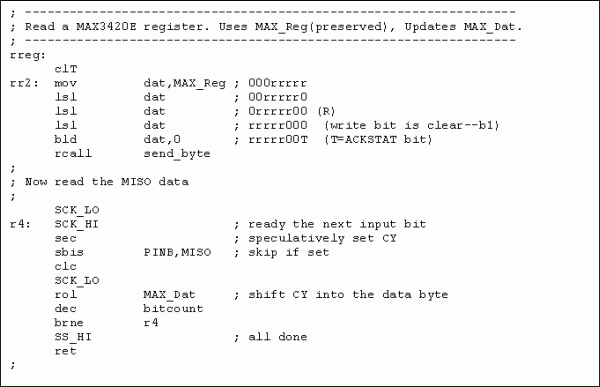 ; -----------------------------------------------------------------
; Read a MAX3420E register. Uses MAX_Reg(preserved), Updates MAX_Dat.
; -----------------------------------------------------------------
rreg:
clT
rr2: mov dat,MAX_Reg ; 000rrrrr
lsl dat ; 00rrrrr0
lsl dat ; 0rrrrr00 (R)
lsl dat ; rrrrr000 (write bit is clear--b1)
bld dat,0 ; rrrrr00T (T=ACKSTAT bit)
rcall send_byte
;
; Now read the MISO data
;
SCK_LO
r4: SCK_HI ; ready the next input bit
sec ; speculatively set CY
sbis PINB,MISO ; skip if set
clc
SCK_LO
rol MAX_Dat ; shift CY into the data byte
dec bitcount
brne r4
SS_HI ; all done
ret
;